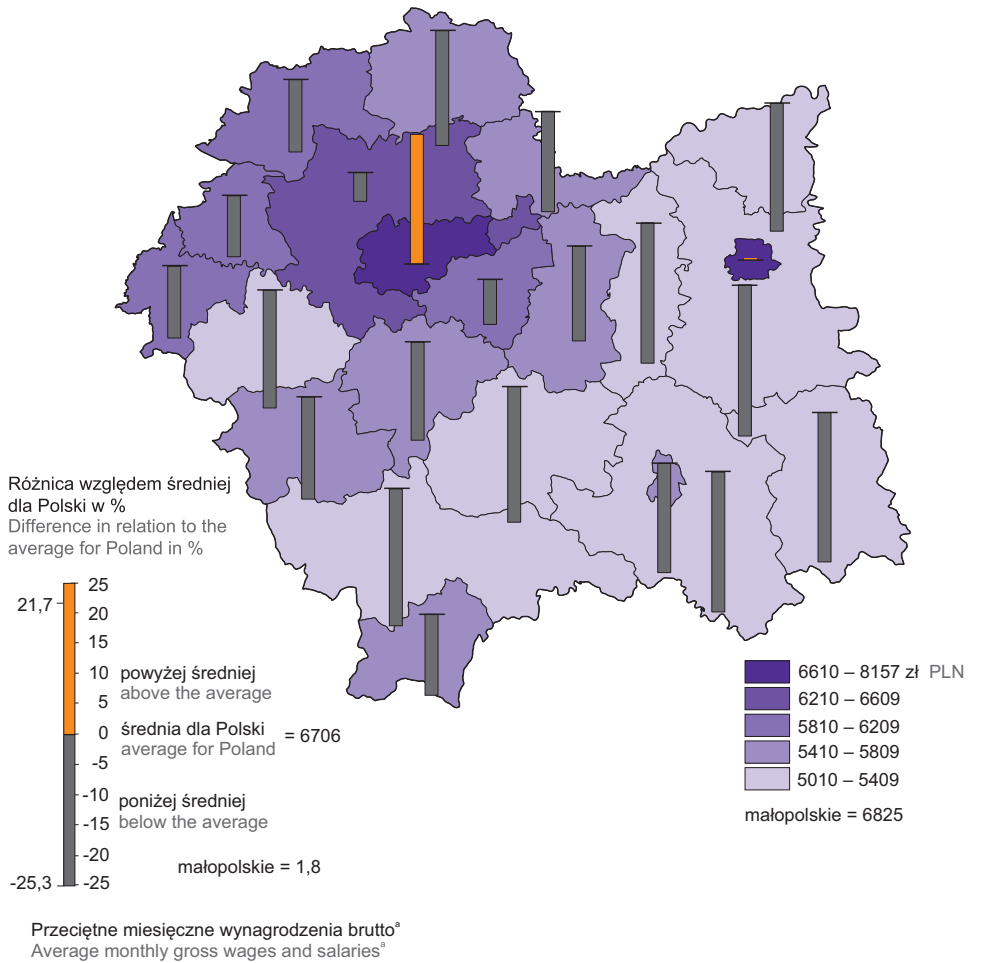 Różnica względem średniej
dla Polski w %
Difference in relation to the
average for Poland in %
25
21,7
20
15
10
powyżej średniej
above the average
5
0
średnia dla Polski
average for Poland
= 6706
-5
-10
poniżej średniej
below the average
-15
-20
małopolskie = 1,8
-25,3
-25
6610 – 8157 zł PLN
6210 – 6609
5810 – 6209
5410 – 5809
5010 – 5409
małopolskie = 6825
Przeciętne miesięczne wynagrodzenia bruttoª
Average monthly gross wages and salariesª